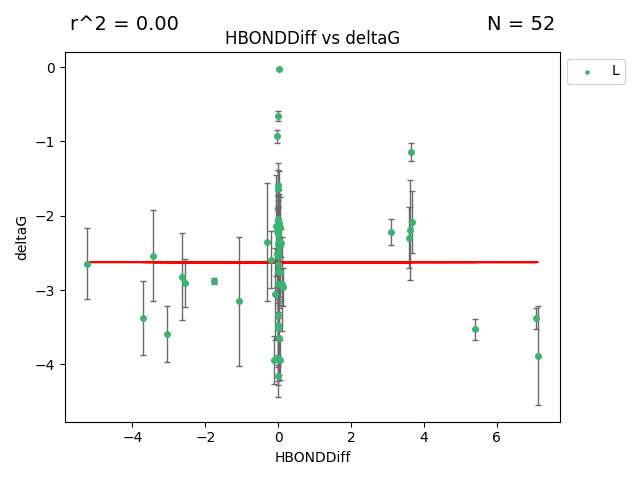 r^2 = 0.00
N = 52
HBONDDiff vs deltaG
L
0
−1
−2
−3
−4
deltaG
−4
−2
0
2
4
6
HBONDDiff